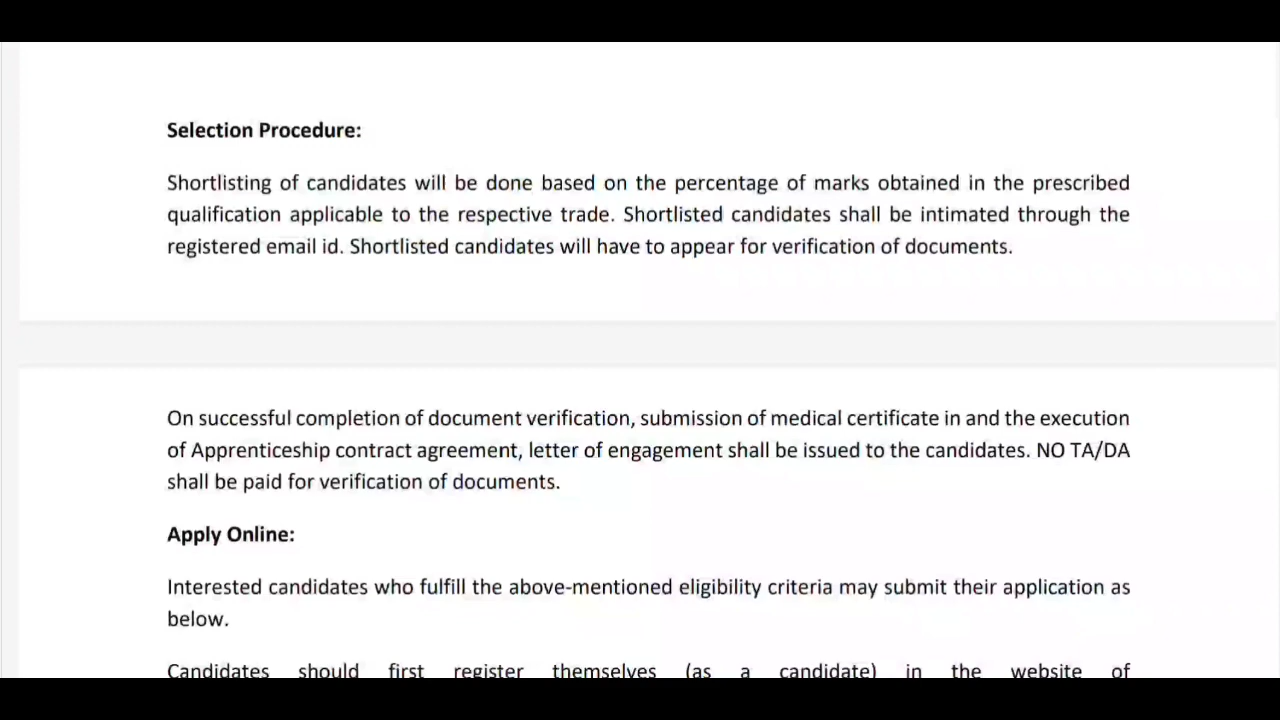 Selection Procedure:
Shortlisting of candidates will be done based on the percentage of marks obtained in the prescribed
qualification applicable to the respective trade. Shortlisted candidates shall be intimated through the
registered email id. Shortlisted candidates will have to appear for verification of documents.
On successful completion of document verification, submission of medical certificate in and the execution
of Apprenticeship contract agreement, letter of engagement shall be issued to the candidates. NO TA/DA
shall be paid for verification of documents.
Apply Online:
Interested candidates who fulfill the above-mentioned eligibility criteria may submit their application as
below.
Candidates should first register themselves (as a candidate) in the website of